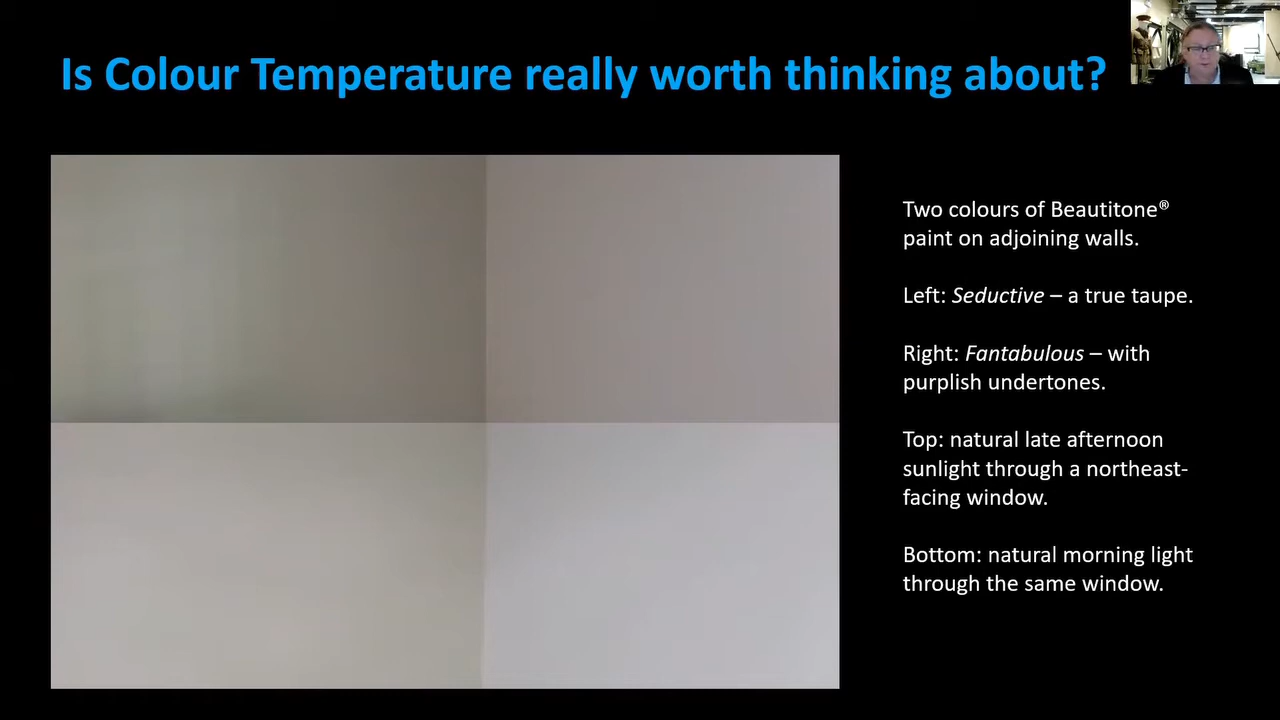 Is Colour Temperature really worth thinking about?
Two colours of Beautitone®
paint on adjoining walls.
Left: Seductive – a true taupe.
Right: Fantabulous – with
purplish undertones.
Top: natural late afternoon
sunlight through a northeast-
facing window.
Bottom: natural morning light
through the same window.